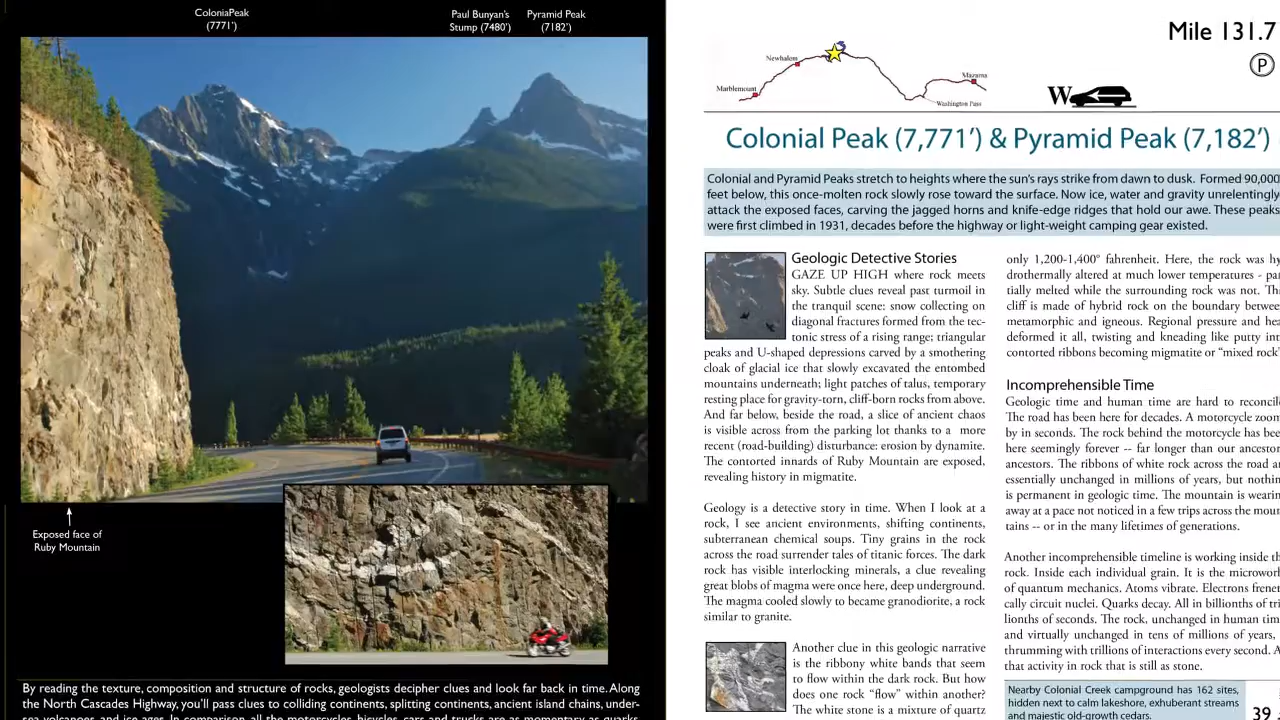 ColoniaPeak
(7771')
Paul Bunyan's
Stump (7480')
Pyramid Peak
(7182')
Exposed face of
Ruby Mountain
By reading the texture, composition and structure of rocks, geologists decipher clues and look far back in time. Along
the North Cascades Highway, you'll pass clues to colliding continents, splitting continents, ancient island chains, under-
sea volcanoes, and ice ages. In comparison, all the motorcycles, bicycles, cars and trucks are as momentary as quarks.
Mile 131.7
P
Newhalom
Marblemount
Mazama
Washington Pass
W
Colonial Peak (7,771') & Pyramid Peak (7,182')
Colonial and Pyramid Peaks stretch to heights where the sun's rays strike from dawn to dusk. Formed 90,000
feet below, this once-molten rock slowly rose toward the surface. Now ice, water and gravity unrelentingly
attack the exposed faces, carving the jagged horns and knife-edge ridges that hold our awe. These peaks
were first climbed in 1931, decades before the highway or light-weight camping gear existed.
Geologic Detective Stories
GAZE UP HIGH where rock meets
sky. Subtle clues reveal past turmoil in
the tranquil scene: snow collecting on
diagonal fractures formed from the tec-
tonic stress of a rising range; triangular
peaks and U-shaped depressions carved by a smothering
cloak of glacial ice that slowly excavated the entombed
mountains underneath; light patches of talus, temporary
resting place for gravity-torn, cliff-born rocks from above.
And far below, beside the road, a slice of ancient chaos
is visible across from the parking lot thanks to a more
recent (road-building) disturbance: erosion by dynamite.
The contorted innards of Ruby Mountain are exposed,
revealing history in migmatite.
Geology is a detective story in time. When I look at a
rock, I see ancient environments, shifting continents,
subterranean chemical soups. Tiny grains in the rock
across the road surrender tales of titanic forces. The dark
rock has visible interlocking minerals, a clue revealing
great blobs of magma were once here, deep underground.
The magma cooled slowly to became granodiorite, a rock
similar to granite.
Another clue in this geologic narrative
is the ribbony white bands that seem
to flow within the dark rock. But how
does one rock "flow" within another?
The white stone is a mixture of quartz
only 1,200-1,400° fahrenheit. Here, the rock was hy
drothermally altered at much lower temperatures - par
tially melted while the surrounding rock was not. Th
cliff is made of hybrid rock on the boundary between
metamorphic and igneous. Regional pressure and hea
deformed it all, twisting and kneading like putty int
contorted ribbons becoming migmatite or "mixed rock"
Incomprehensible Time
Geologic time and human time are hard to reconcile
The road has been here for decades. A motorcycle zoom
by in seconds. The rock behind the motorcycle has bee
here seemingly forever -- far longer than our ancestor
ancestors. The ribbons of white rock across the road a
essentially unchanged in millions of years, but nothin
is permanent in geologic time. The mountain is wearin
away at a pace not noticed in a few trips across the moun
tains -- or in the many lifetimes of generations.
Another incomprehensible timeline is working inside th
rock. Inside each individual grain. It is the microwor
of quantum mechanics. Atoms vibrate. Electrons frenet
cally circuit nuclei. Quarks decay. All in billionths of tri
lionths of seconds. The rock, unchanged in human tim
and virtually unchanged in tens of millions of years,
thrumming with trillions of interactions every second. A
that activity in rock that is still as stone.
Nearby Colonial Creek campground has 162 sites,
hidden next to calm lakeshore, exhuberant streams
and majestic old-growth cedars.
39